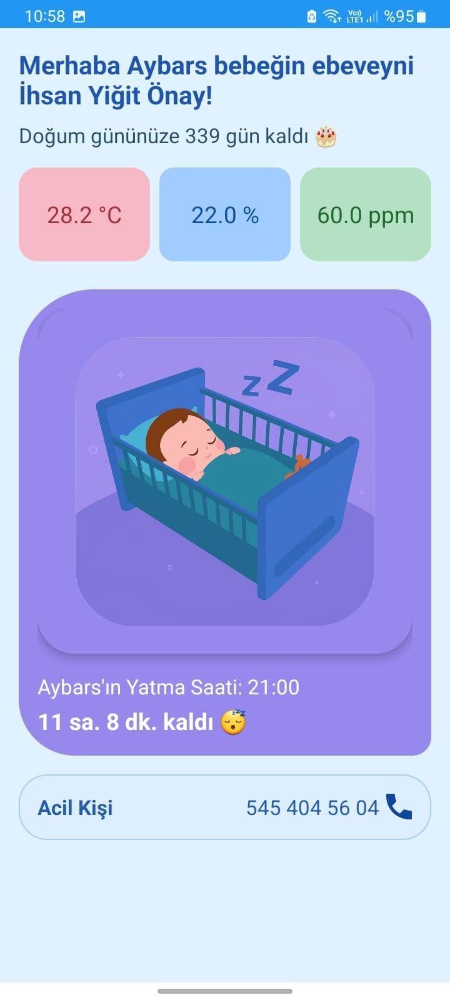 10:58 Vo)) LTE1 %95
Merhaba Aybars bebeğin ebeveyni
İhsan Yiğit Önay!
Doğum gününüze 339 gün kaldı 🎂
28.2 °C 22.0 % 60.0 ppm
z Z
Aybars'ın Yatma Saati: 21:00
11 sa. 8 dk. kaldı 😴
Acil Kişi 545 404 56 04